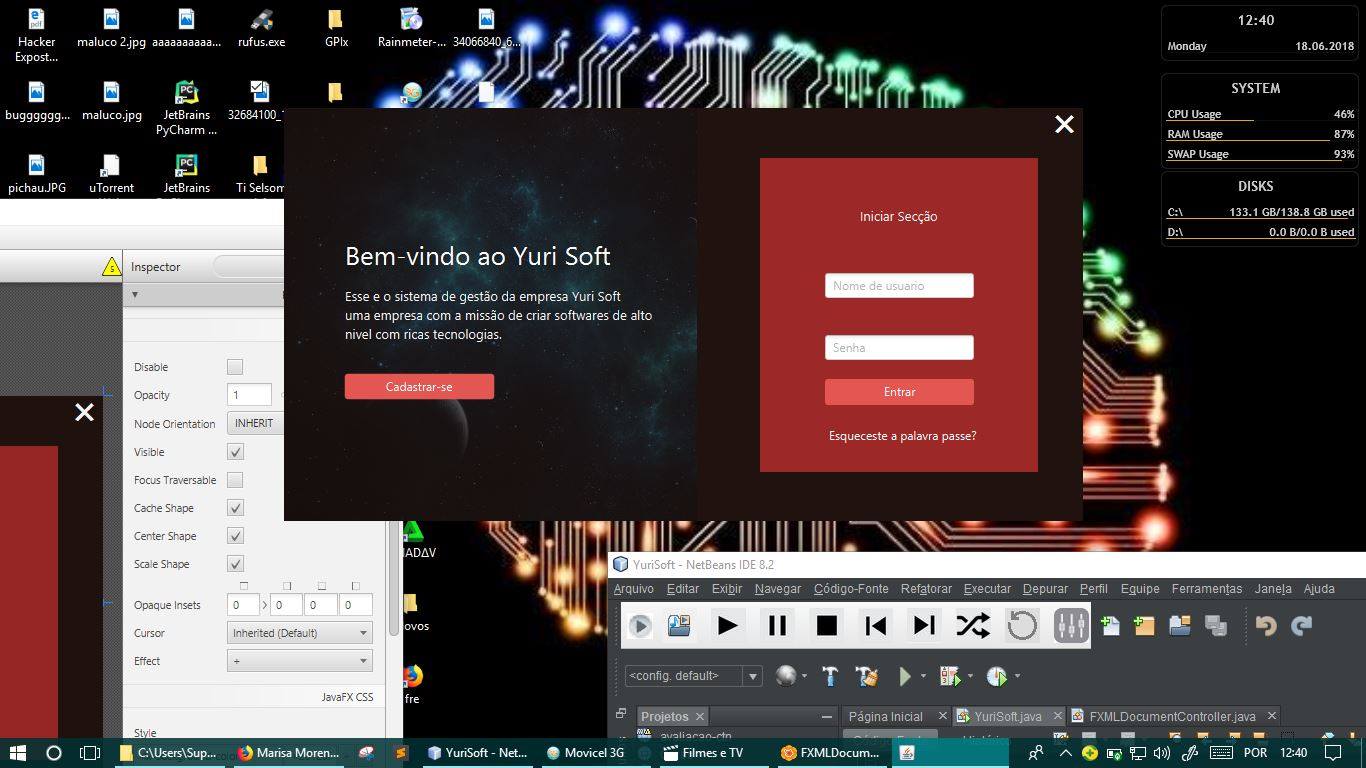 Hacker Expost...
maluco 2.jpg
aaaaaaaaaa...
rufus.exe
GPIx
Rainmeter-...
34066840_6...
bugggggg...
maluco.jpg
JetBrains PyCharm ...
32684100_1
pichau.JPG
uTorrent
JetBrains
Ti Selsom
12:40
Monday 18.06.2018
SYSTEM
CPU Usage 46%
RAM Usage 87%
SWAP Usage 93%
DISKS
C:\ 133.1 GB/138.8 GB used
D:\ 0.0 B/0.0 B used
Bem-vindo ao Yuri Soft
Esse e o sistema de gestão da empresa Yuri Soft
uma empresa com a missão de criar softwares de alto
nivel com ricas tecnologias.
Cadastrar-se
Iniciar Secção
Nome de usuario
Senha
Entrar
Esqueceste a palavra passe?
Inspector
Disable
Opacity 1
Node Orientation INHERIT
Visible
Focus Traversable
Cache Shape
Center Shape
Scale Shape
Opaque Insets 0 0 0 0
Cursor Inherited (Default)
Effect +
JavaFX CSS
Style
ovos
fre
YuriSoft - NetBeans IDE 8.2
Arquivo Editar Exibir Navegar Código-Fonte Refatorar Executar Depurar Perfil Equipe Ferramentas Janela Ajuda
<config. default>
Projetos
Página Inicial YuriSoft.java FXMLDocumentController.java
C:\Users\Sup... Marisa Moren... YuriSoft - Net... Movicel 3G Filmes e TV FXMLDocum...
POR 12:40